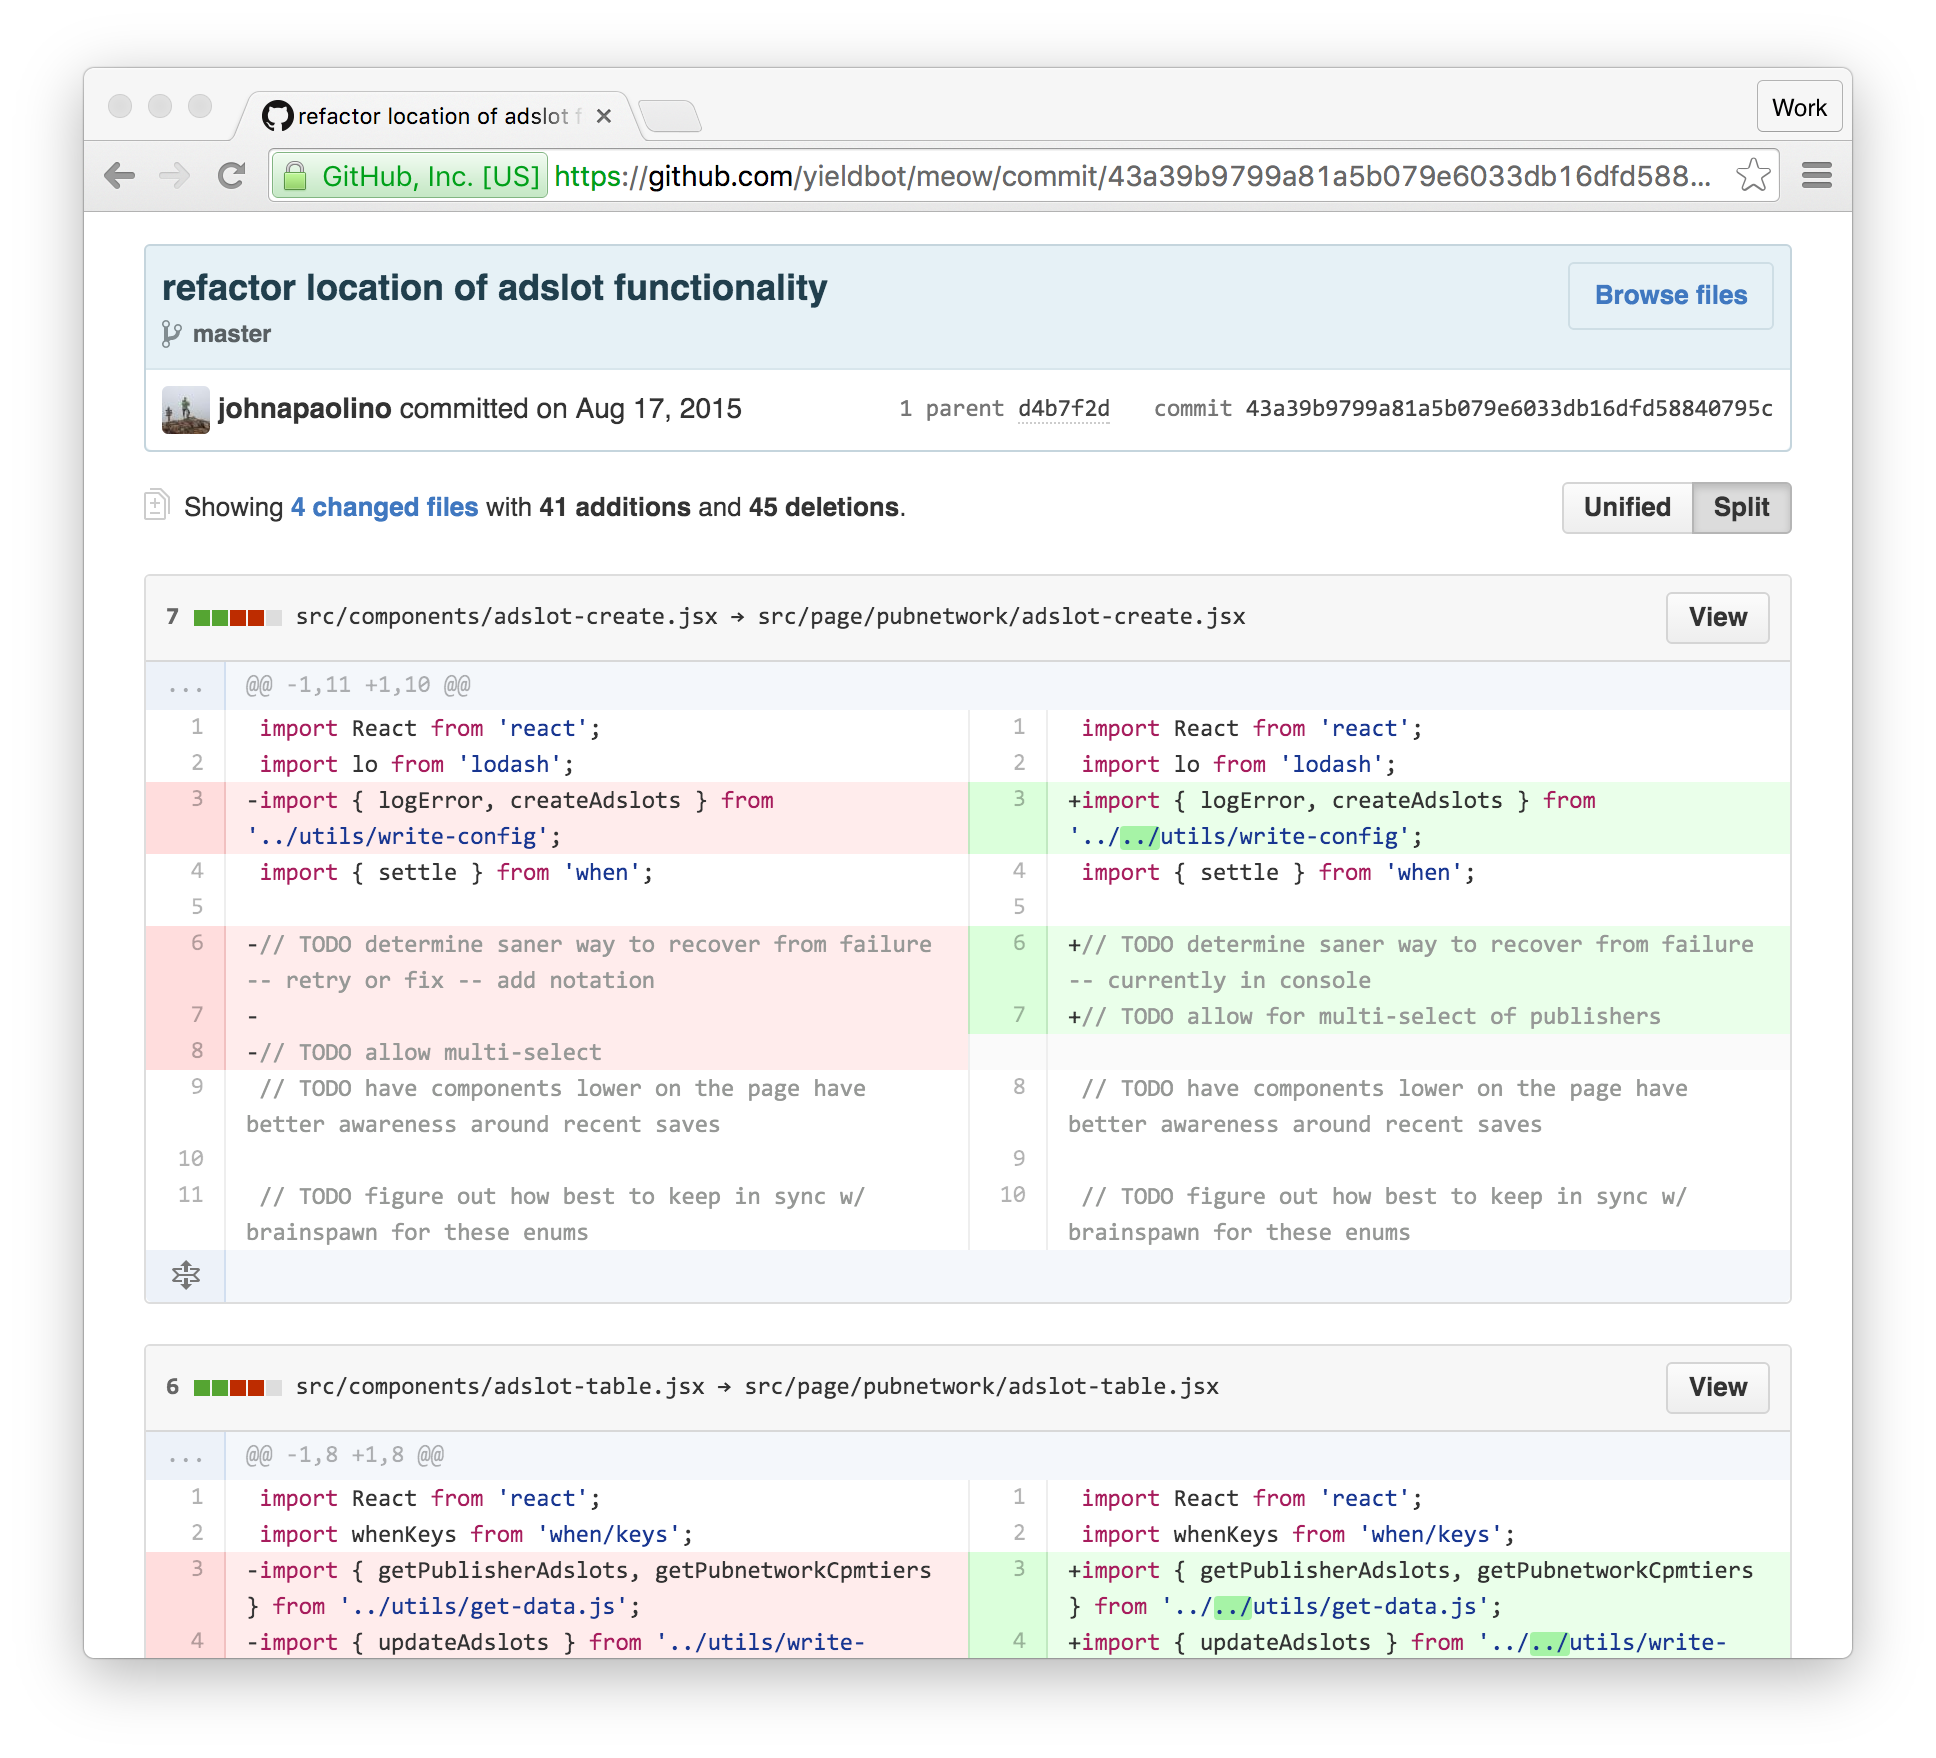 refactor location of adslot f
Work
GitHub, Inc. [US] https://github.com/yieldbot/meow/commit/43a39b9799a81a5b079e6033db16dfd588...
refactor location of adslot functionality
Browse files
master
johnapaolino committed on Aug 17, 2015
1 parent d4b7f2d commit 43a39b9799a81a5b079e6033db16dfd58840795c
Showing 4 changed files with 41 additions and 45 deletions.
Unified Split
7 src/components/adslot-create.jsx → src/page/pubnetwork/adslot-create.jsx View
... @@ -1,11 +1,10 @@
1 import React from 'react'; 1 import React from 'react';
2 import lo from 'lodash'; 2 import lo from 'lodash';
3 -import { logError, createAdslots } from 3 +import { logError, createAdslots } from
'../utils/write-config'; '../../utils/write-config';
4 import { settle } from 'when'; 4 import { settle } from 'when';
5 5
6 -// TODO determine saner way to recover from failure 6 +// TODO determine saner way to recover from failure
-- retry or fix -- add notation -- currently in console
7 - 7 +// TODO allow for multi-select of publishers
8 -// TODO allow multi-select
9 // TODO have components lower on the page have 8 // TODO have components lower on the page have
better awareness around recent saves better awareness around recent saves
10 9
11 // TODO figure out how best to keep in sync w/ 10 // TODO figure out how best to keep in sync w/
brainspawn for these enums brainspawn for these enums
6 src/components/adslot-table.jsx → src/page/pubnetwork/adslot-table.jsx View
... @@ -1,8 +1,8 @@
1 import React from 'react'; 1 import React from 'react';
2 import whenKeys from 'when/keys'; 2 import whenKeys from 'when/keys';
3 -import { getPublisherAdslots, getPubnetworkCpmtiers 3 +import { getPublisherAdslots, getPubnetworkCpmtiers
} from '../utils/get-data.js'; } from '../../utils/get-data.js';
4 -import { updateAdslots } from '../utils/write- 4 +import { updateAdslots } from '../../utils/write-